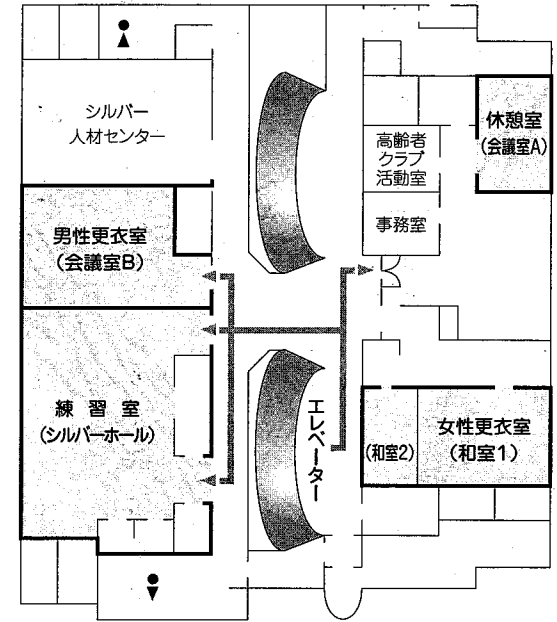 シルバー
人材センター
男性更衣室
(会議室B)
練習室
(シルバーホール)
エレベーター
高齢者
クラブ
活動室
事務室
休憩室
(会議室A)
(和室2)
女性更衣室
(和室1)